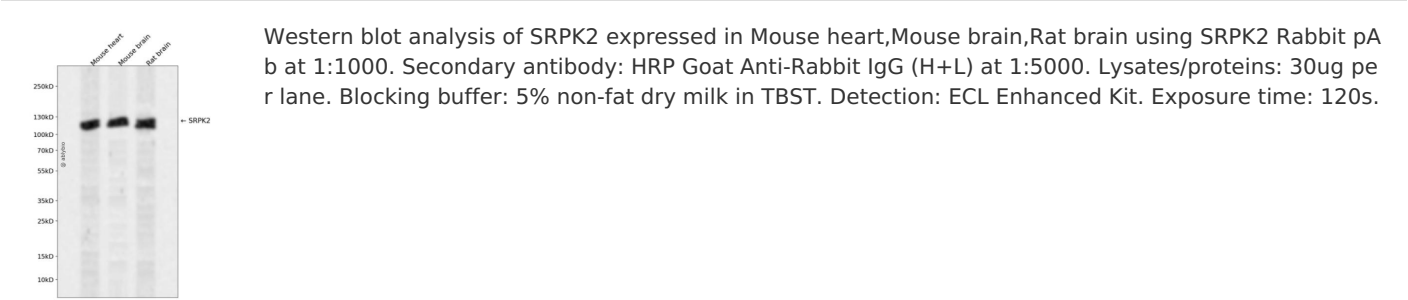 Mouse heart
Mouse brain
Rat brain
250kD
130kD
100kD
70kD
55kD
35kD
25kD
15kD
10kD
← SRPK2
@ ablybio
Western blot analysis of SRPK2 expressed in Mouse heart,Mouse brain,Rat brain using SRPK2 Rabbit pA
b at 1:1000. Secondary antibody: HRP Goat Anti-Rabbit IgG (H+L) at 1:5000. Lysates/proteins: 30ug pe
r lane. Blocking buffer: 5% non-fat dry milk in TBST. Detection: ECL Enhanced Kit. Exposure time: 120s.